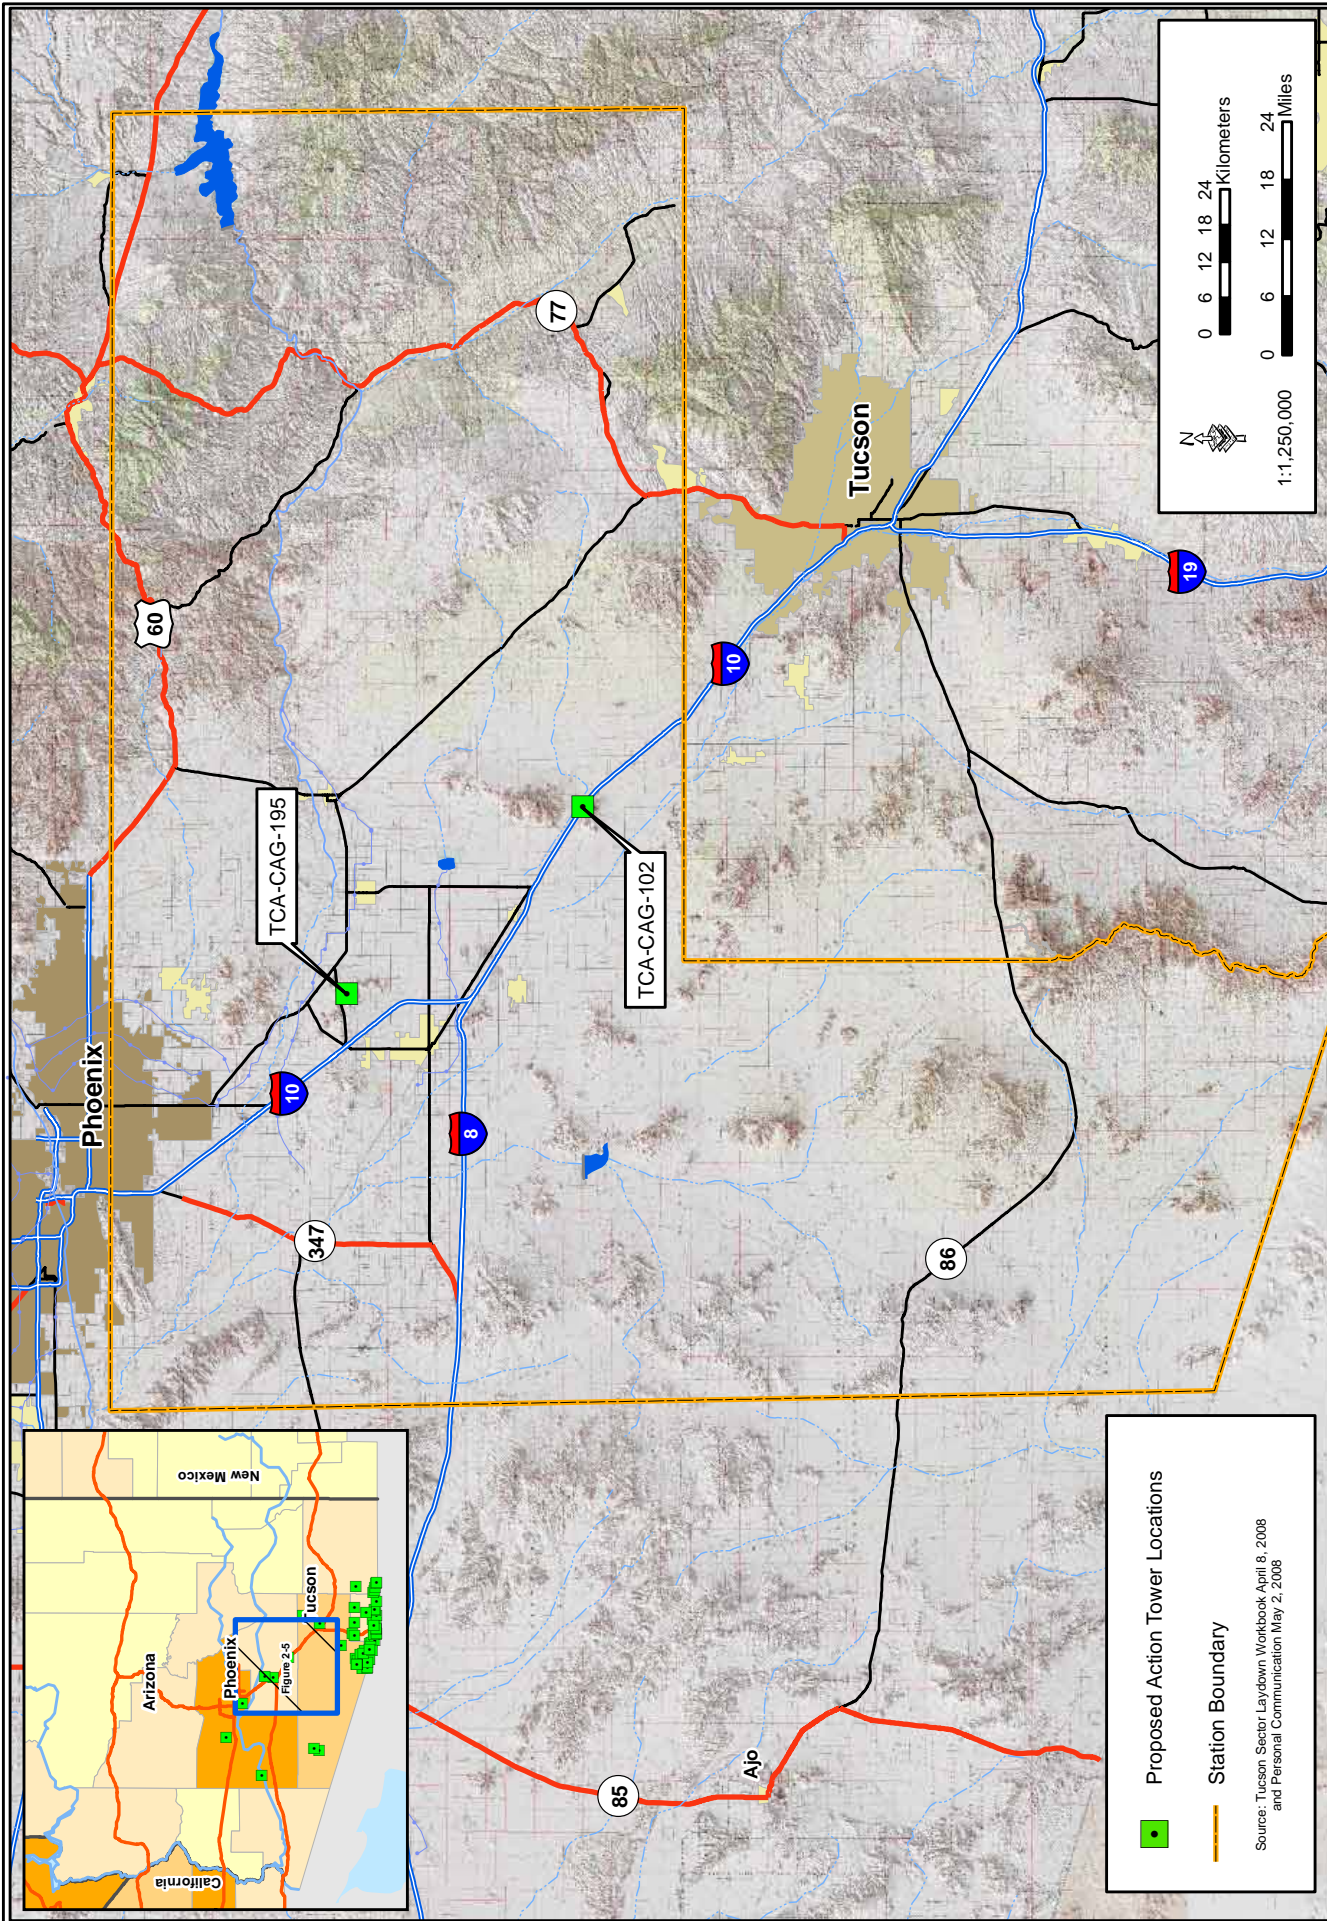 Phoenix
Tucson
Ajo
TCA-CAG-195
TCA-CAG-102
60
77
10
10
8
347
19
86
85
California
Arizona
New Mexico
Phoenix
Tucson
Figure 2-5
Proposed Action Tower Locations
Station Boundary
Source: Tucson Sector Laydown Workbook April 8, 2008
and Personal Communication May 2, 2008
N
1:1,250,000
0 6 12 18 24
Kilometers
0 6 12 18 24
Miles